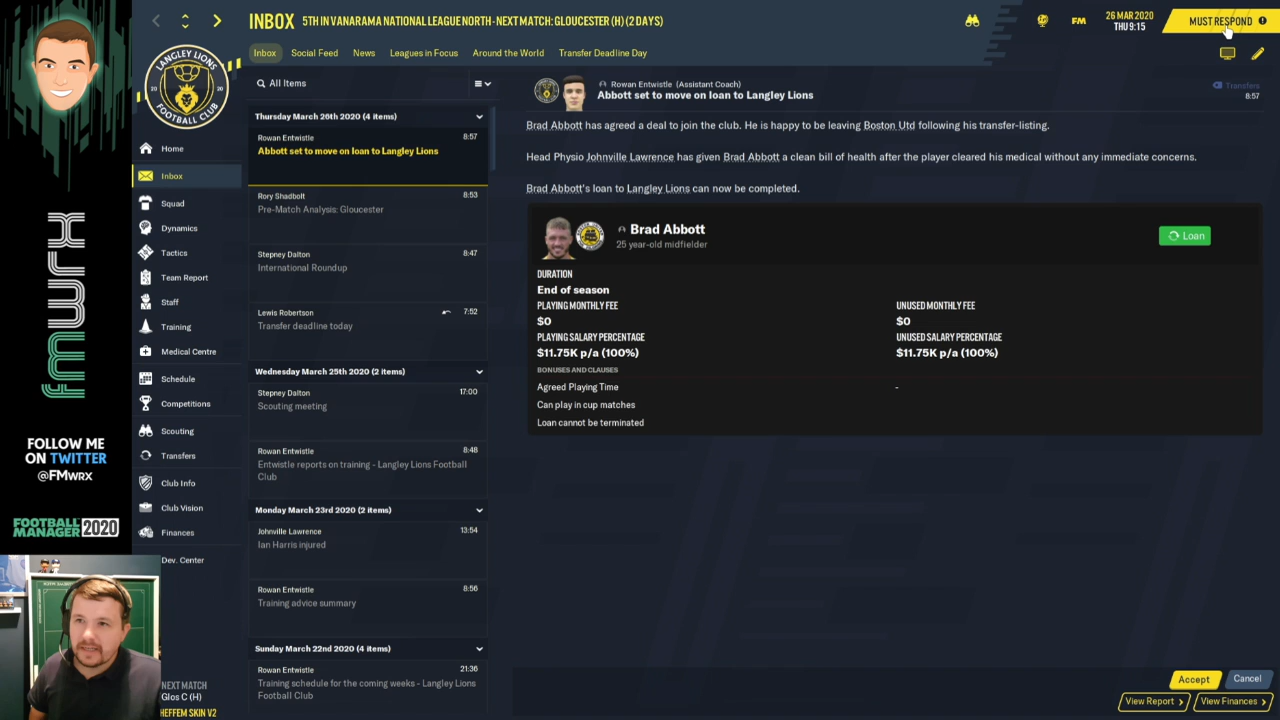 INBOX
5TH IN VANARAMA NATIONAL LEAGUE NORTH - NEXT MATCH: GLOUCESTER (H) (2 DAYS)
FM
26 MAR 2020
THU 9:15
MUST RESPOND
Inbox
Social Feed
News
Leagues in Focus
Around the World
Transfer Deadline Day
LANGLEY LIONS
FOOTBALL CLUB
20
20
Home
Inbox
Squad
Dynamics
Tactics
Team Report
Staff
Training
Medical Centre
Schedule
Competitions
Scouting
Transfers
Club Info
Club Vision
Finances
Dev. Center
NEXT MATCH
Glos C (H)
HEFFEM SKIN V2
fmwrx
FOLLOW ME
ON TWITTER
@FMWRX
FOOTBALL
MANAGER 2020
All Items
Thursday March 26th 2020 (4 items)
Rowan Entwistle 8:57
Abbott set to move on loan to Langley Lions
Rory Shadbolt 8:53
Pre-Match Analysis: Gloucester
Stepney Dalton 8:47
International Roundup
Lewis Robertson 7:52
Transfer deadline today
Wednesday March 25th 2020 (2 items)
Stepney Dalton 17:00
Scouting meeting
Rowan Entwistle 8:48
Entwistle reports on training - Langley Lions Football
Club
Monday March 23rd 2020 (2 items)
Johnville Lawrence 13:54
Ian Harris injured
Rowan Entwistle 8:56
Training advice summary
Sunday March 22nd 2020 (4 items)
Rowan Entwistle 21:36
Training schedule for the coming weeks - Langley Lions
Football Club
Rowan Entwistle (Assistant Coach)
Abbott set to move on loan to Langley Lions
Transfers
8:57
Brad Abbott has agreed a deal to join the club. He is happy to be leaving Boston Utd following his transfer-listing.
Head Physio Johnville Lawrence has given Brad Abbott a clean bill of health after the player cleared his medical without any immediate concerns.
Brad Abbott's loan to Langley Lions can now be completed.
Brad Abbott
25 year-old midfielder
Loan
DURATION
End of season
PLAYING MONTHLY FEE
$0
UNUSED MONTHLY FEE
$0
PLAYING SALARY PERCENTAGE
$11.75K p/a (100%)
UNUSED SALARY PERCENTAGE
$11.75K p/a (100%)
BONUSES AND CLAUSES
Agreed Playing Time -
Can play in cup matches
Loan cannot be terminated
Accept
Cancel
View Report
View Finances